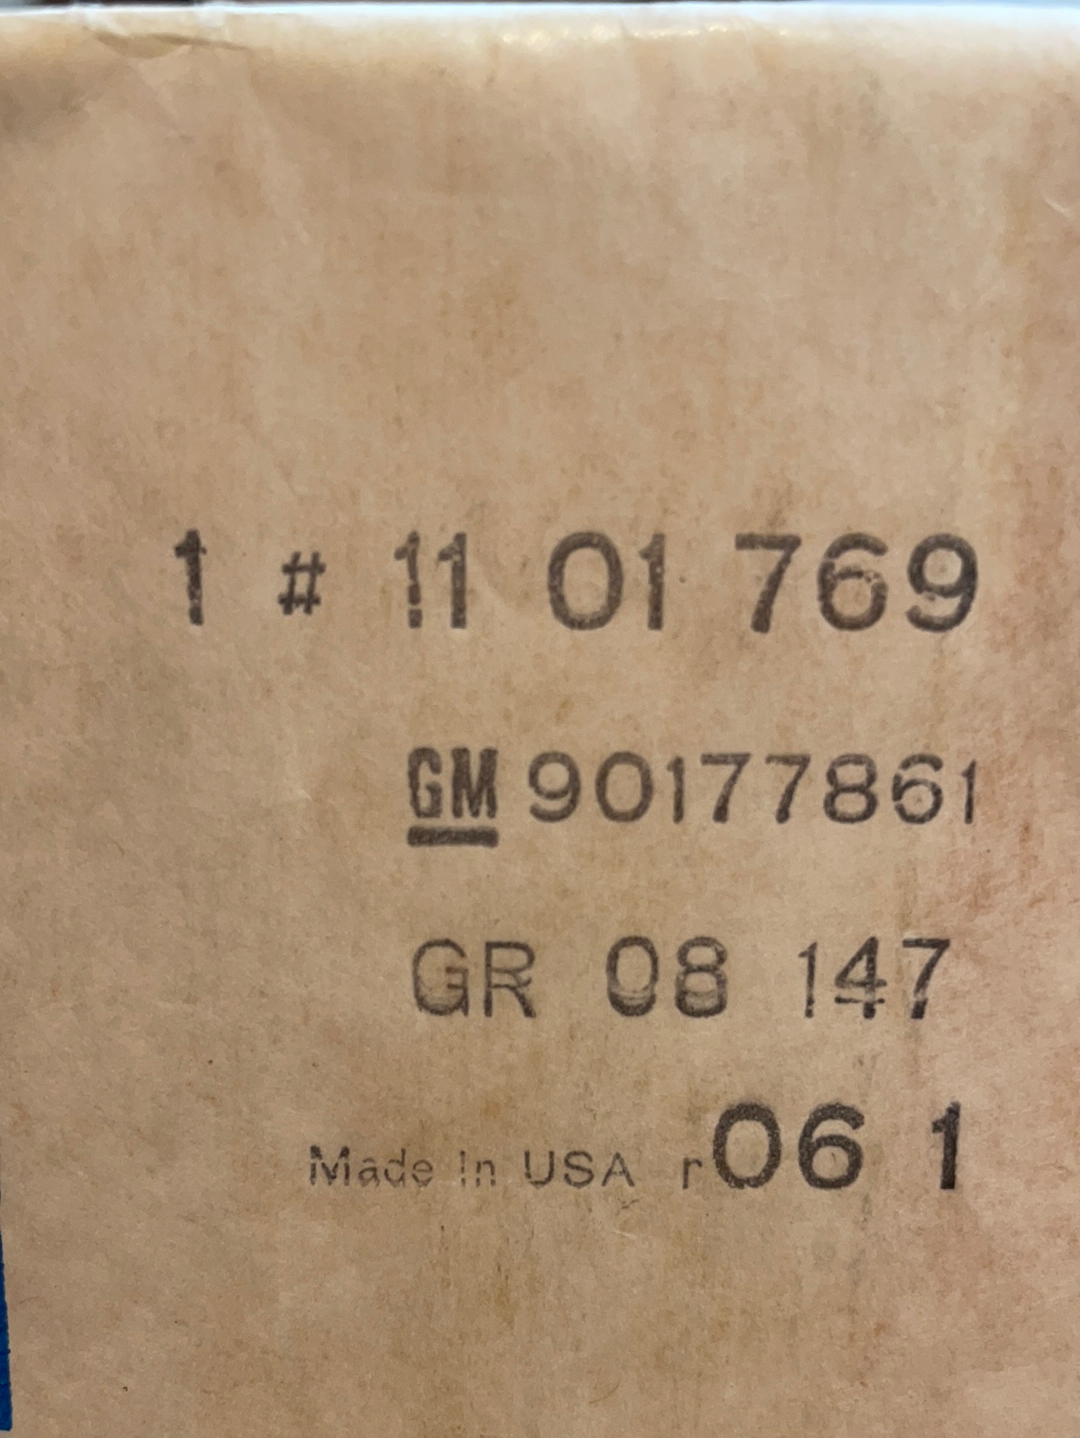 1 # 11 01 769
GM 90177861
GR 08 147
Made In USA r06 1